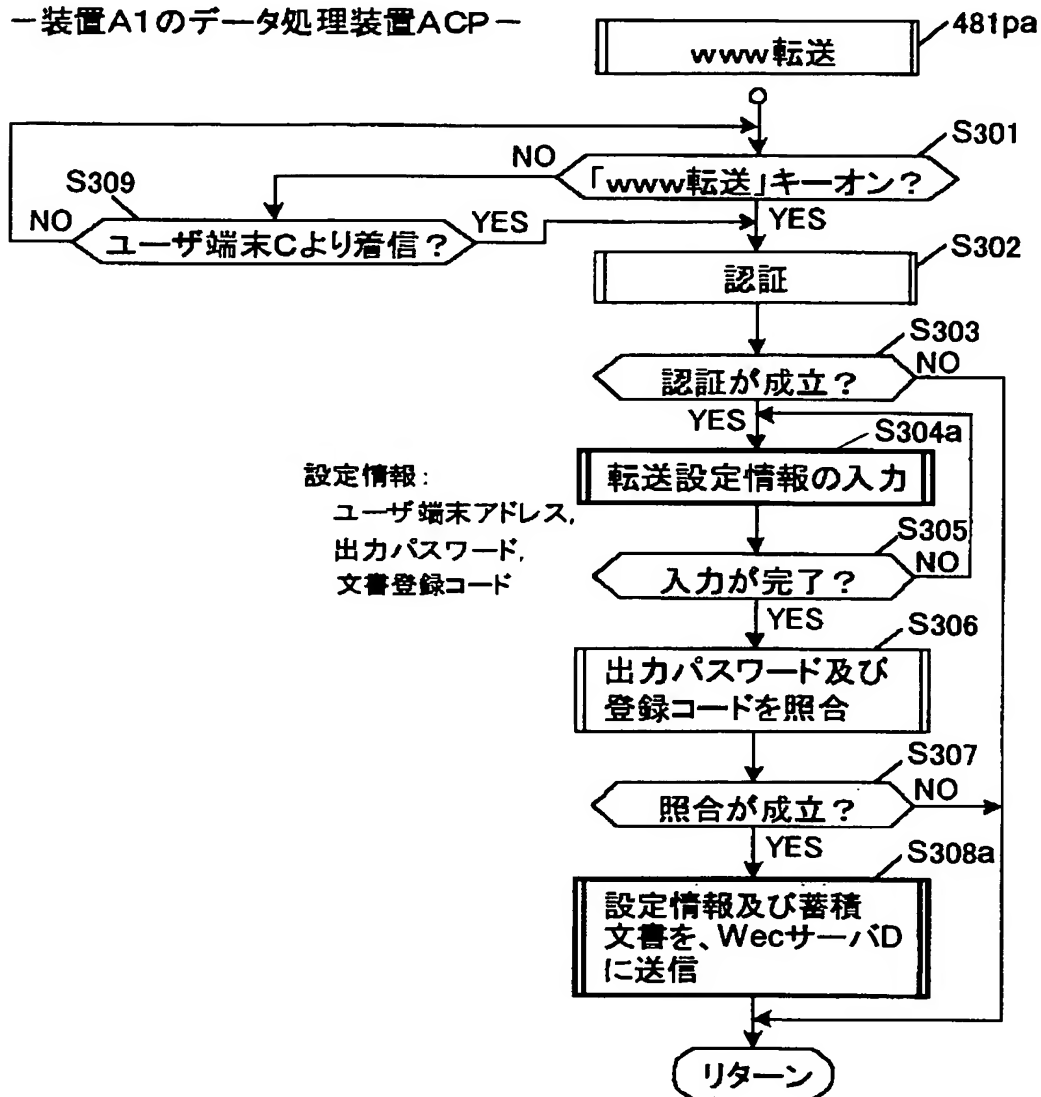 －装置A1のデータ処理装置ACP－
481pa
www転送
S301
NO
「www転送」キーオン？
S309
YES
NO
ユーザ端末Cより着信？
YES
S302
認証
S303
認証が成立？
NO
YES
S304a
転送設定情報の入力
設定情報：
ユーザ端末アドレス,
出力パスワード,
文書登録コード
S305
入力が完了？
NO
YES
S306
出力パスワード及び
登録コードを照合
S307
照合が成立？
NO
YES
S308a
設定情報及び蓄積
文書を、WecサーバD
に送信
リターン